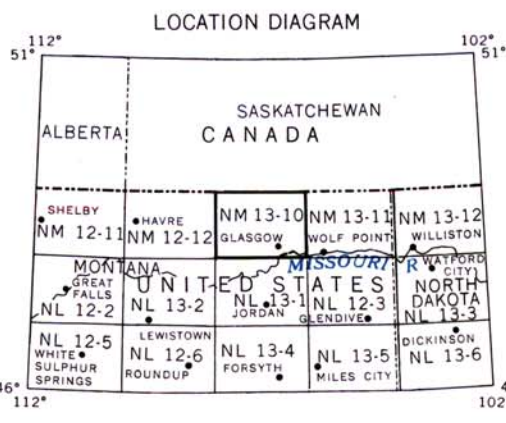 LOCATION DIAGRAM
112° 102°
51° 51°
SASKATCHEWAN
ALBERTA CANADA
SHELBY HAVRE NM 13-10 NM 13-11 NM 13-12
NM 12-11 NM 12-12 GLASGOW WOLF POINT WILLISTON
MONTANA MISSOURI R WATFORD CITY
GREAT FALLS UNITED STATES NORTH DAKOTA
NL 12-2 NL 13-2 NL 13-1 NL 12-3 NL 13-3
JORDAN GLENDIVE
NL 12-5 LEWISTOWN NL 13-4 NL 13-5 DICKINSON
WHITE SULPHUR SPRINGS NL 12-6 FORSYTH MILES CITY NL 13-6
ROUNDUP
46° 
112° 102